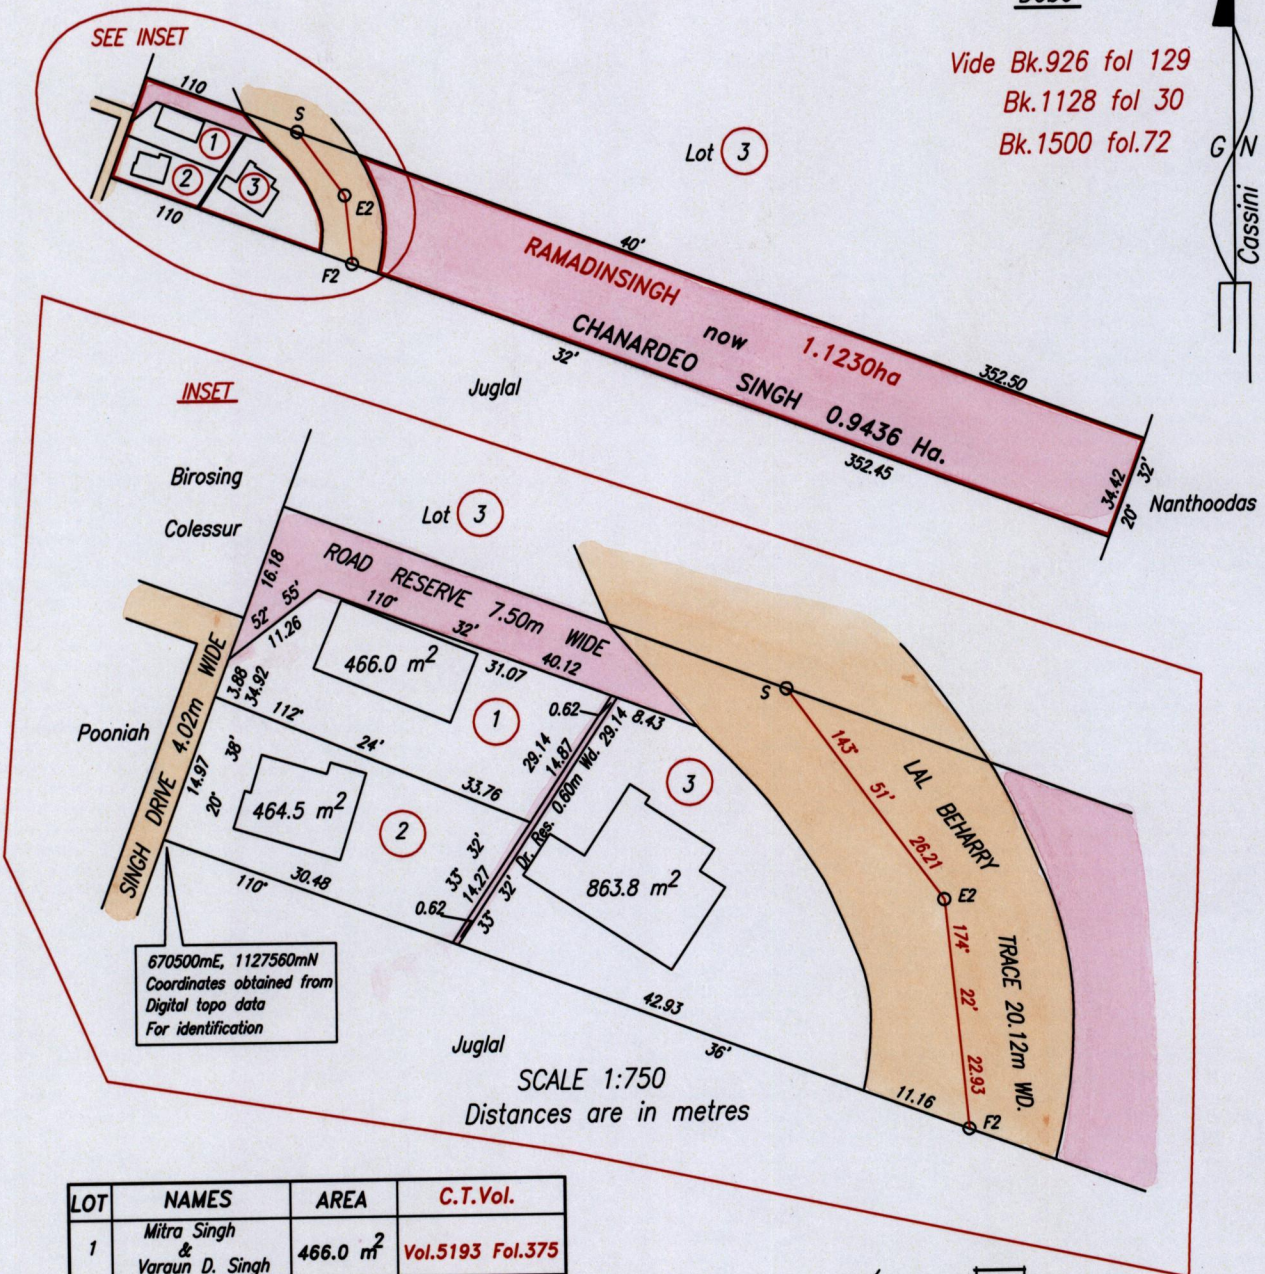 SEE INSET
Vide Bk.926 fol 129
Bk.1128 fol 30
Bk.1500 fol.72
G N
Cassini
110
S
1
2
3
E2
F2
110
Lot 3
40'
RAMADINSINGH
now 1.1230ha
CHANARDEO SINGH 0.9436 Ha.
32'
352.50
352.45
34.42
32'
20°
Juglal
Nanthoodas
INSET
Birosing
Colessur
Lot 3
ROAD RESERVE 7.50m WIDE
16.18
52° 55'
11.26
110°
32'
40.12
31.07
466.0 m²
1
0.62
8.43
3.88
34.92
112°
24'
33.76
29.14
14.87
29.14
Dr. Res. 0.60m Wd.
Pooniah
SINGH DRIVE 4.02m WIDE
14.97
38'
20°
464.5 m²
2
33° 32'
14.27
33° 32'
0.62
110°
30.48
3
863.8 m²
S
143°
51'
26.21
LAL BEHARRY TRACE 20.12m WD.
E2
174°
22'
22.93
F2
11.16
42.93
36'
670500mE, 1127560mN
Coordinates obtained from
Digital topo data
For identification
Juglal
SCALE 1:750
Distances are in metres
LOT NAMES AREA C.T.Vol.
1 Mitra Singh & Vargun D. Singh 466.0 m² Vol.5193 Fol.375